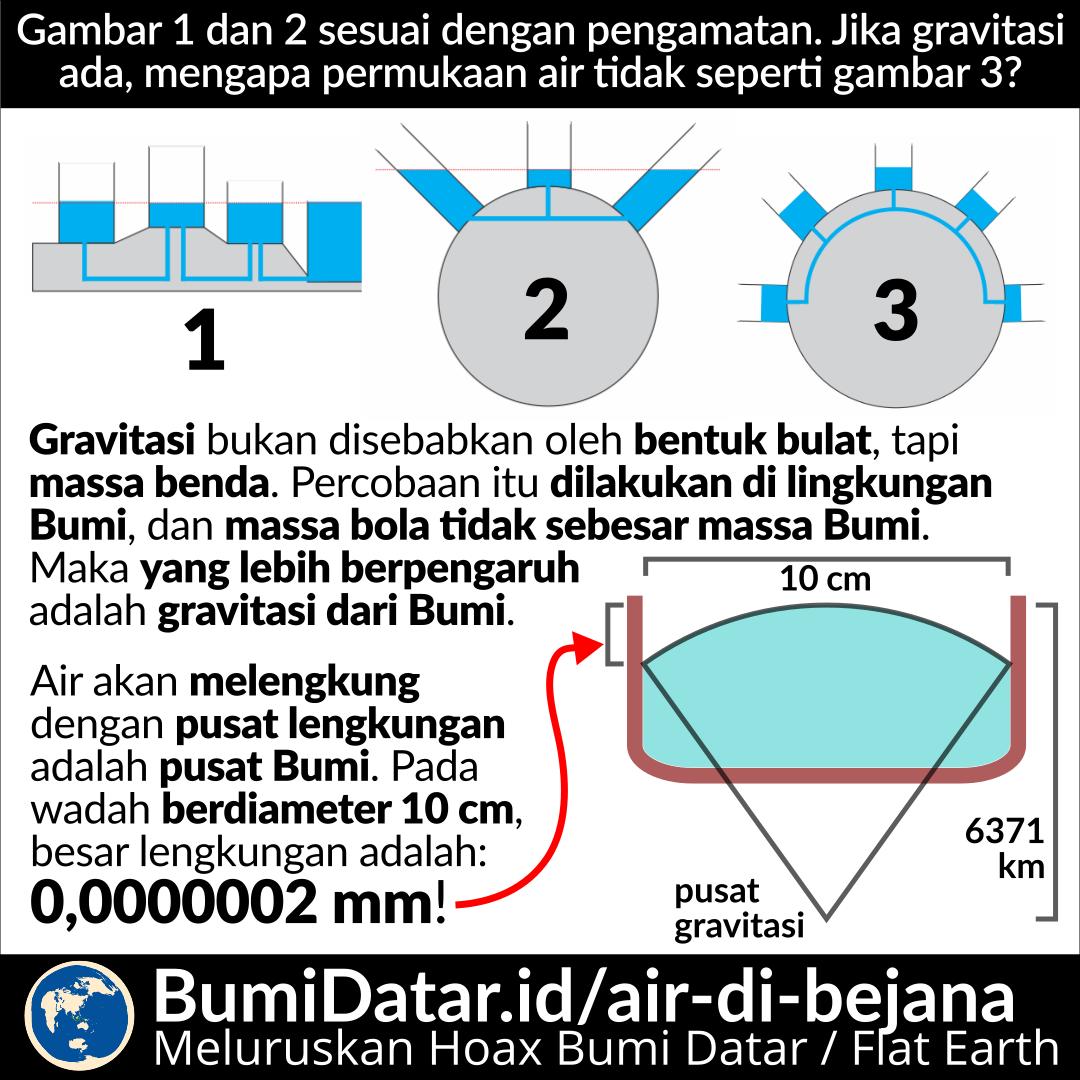 Gambar 1 dan 2 sesuai dengan pengamatan. Jika gravitasi
ada, mengapa permukaan air tidak seperti gambar 3?
1
2
3
Gravitasi bukan disebabkan oleh bentuk bulat, tapi
massa benda. Percobaan itu dilakukan di lingkungan
Bumi, dan massa bola tidak sebesar massa Bumi.
Maka yang lebih berpengaruh
adalah gravitasi dari Bumi.
Air akan melengkung
dengan pusat lengkungan
adalah pusat Bumi. Pada
wadah berdiameter 10 cm,
besar lengkungan adalah:
0,0000002 mm!
10 cm
6371
km
pusat
gravitasi
BumiDatar.id/air-di-bejana
Meluruskan Hoax Bumi Datar / Flat Earth